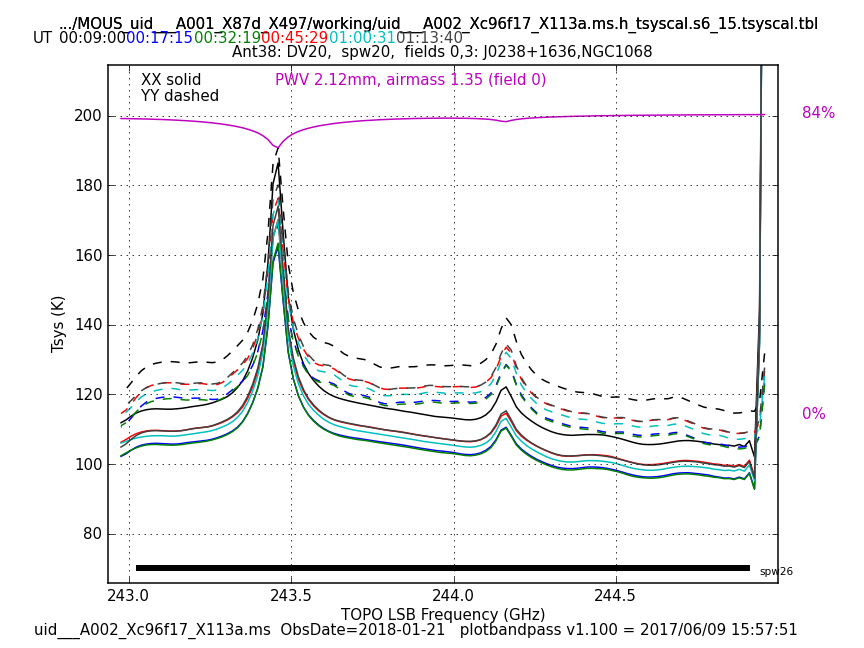 ../MOUS_uid___A001_X87d_X497/working/uid___A002_Xc96f17_X113a.ms.h_tsyscal.s6_15.tsyscal.tbl
UT 00:09:00 00:17:15 00:32:19 00:45:29 01:00:31 01:13:40
Ant38: DV20,  spw20,  fields 0,3: J0238+1636,NGC1068
XX solid
YY dashed
PWV 2.12mm, airmass 1.35 (field 0)
84%
0%
200
180
160
140
120
100
80
Tsys (K)
spw26
243.0 243.5 244.0 244.5
TOPO LSB Frequency (GHz)
uid___A002_Xc96f17_X113a.ms  ObsDate=2018-01-21   plotbandpass v1.100 = 2017/06/09 15:57:51